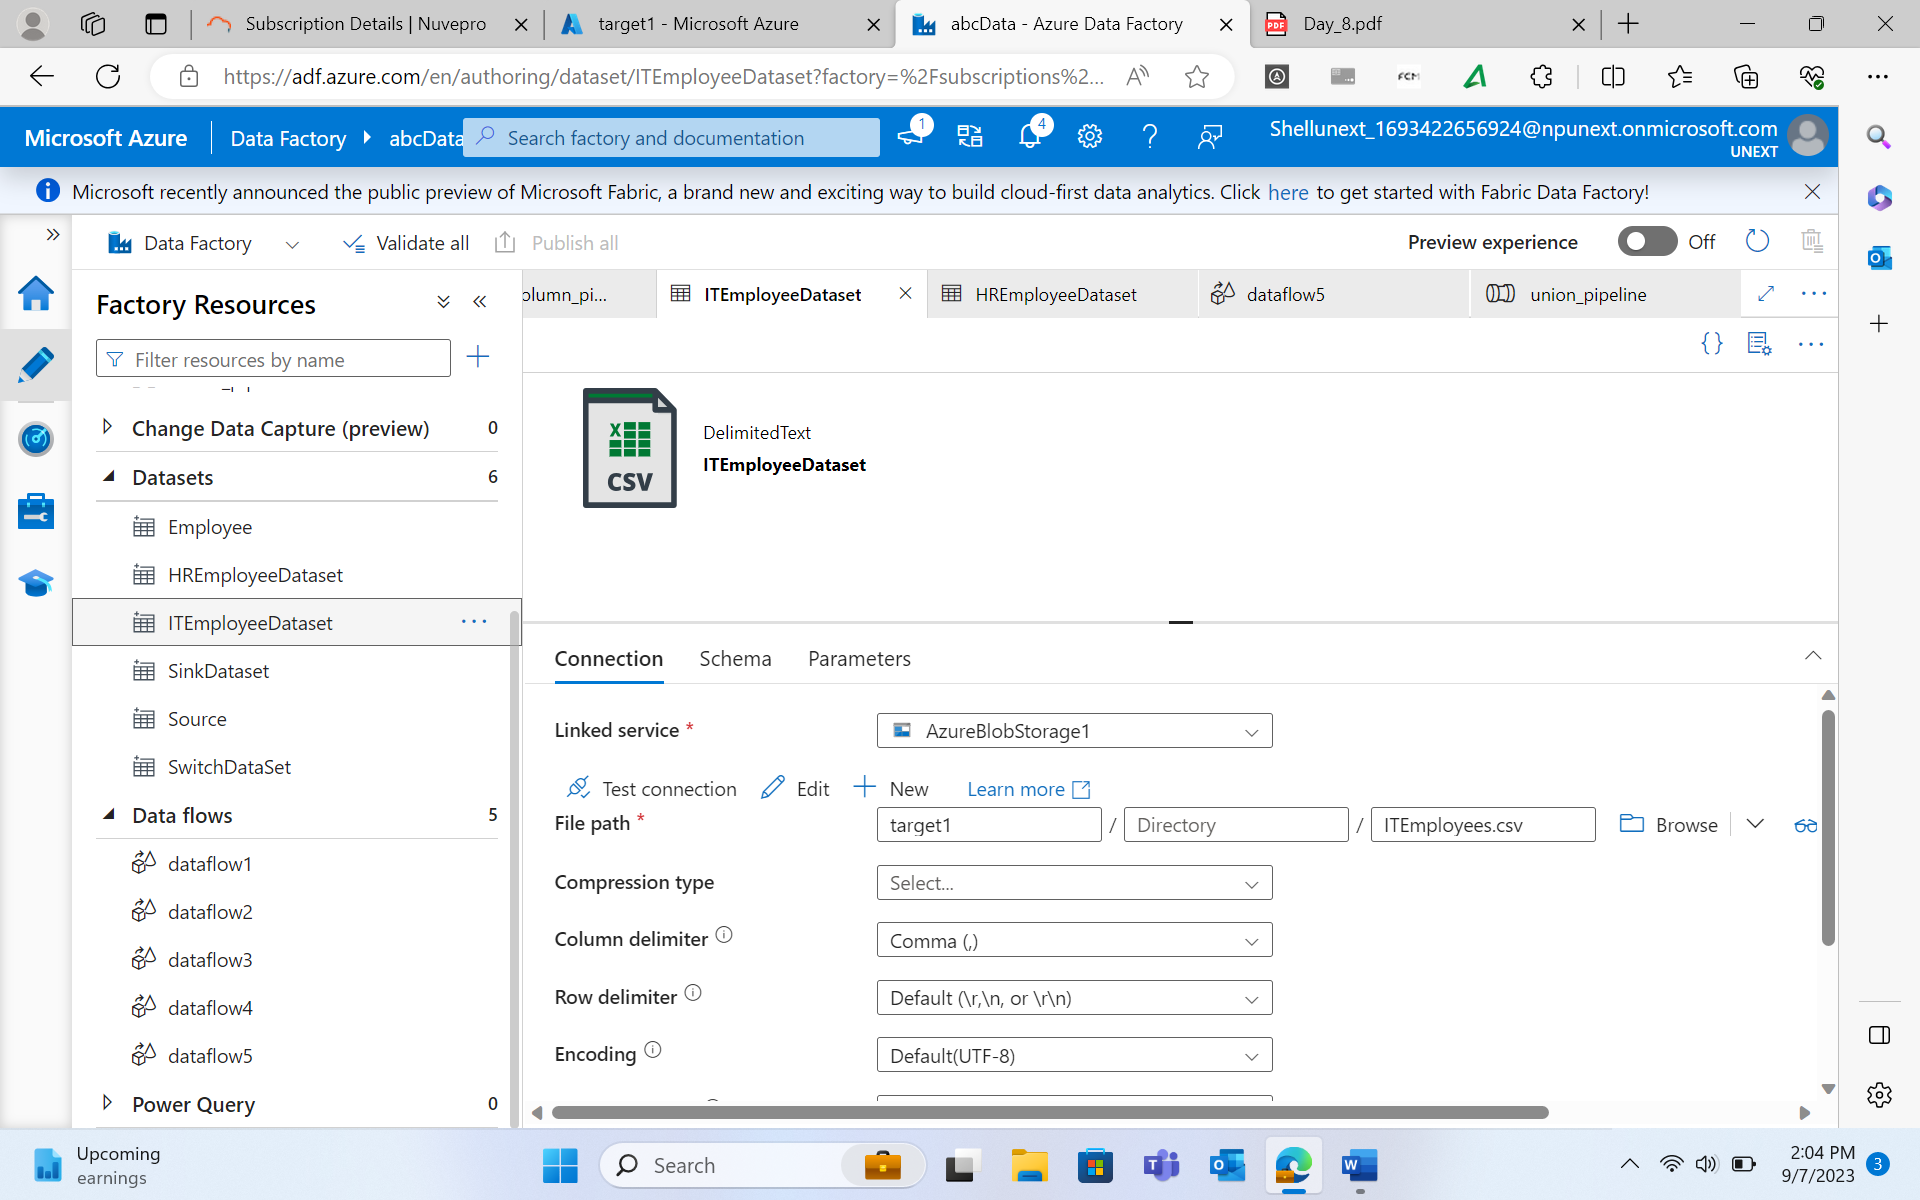 Subscription Details | Nuvepro
target1 - Microsoft Azure
abcData - Azure Data Factory
Day_8.pdf
https://adf.azure.com/en/authoring/dataset/ITEmployeeDataset?factory=%2Fsubscriptions%2...
FCM
Microsoft Azure
Data Factory
abcData
Search factory and documentation
1
4
Shellunext_1693422656924@npunext.onmicrosoft.com
UNEXT
Microsoft recently announced the public preview of Microsoft Fabric, a brand new and exciting way to build cloud-first data analytics. Click here to get started with Fabric Data Factory!
Data Factory
Validate all
Publish all
Preview experience
Off
Factory Resources
olumn_pi...
ITEmployeeDataset
HREmployeeDataset
dataflow5
union_pipeline
Filter resources by name
Change Data Capture (preview) 0
Datasets 6
Employee
HREmployeeDataset
ITEmployeeDataset
SinkDataset
Source
SwitchDataSet
Data flows 5
dataflow1
dataflow2
dataflow3
dataflow4
dataflow5
Power Query 0
X
CSV
DelimitedText
ITEmployeeDataset
Connection
Schema
Parameters
Linked service *
AzureBlobStorage1
Test connection
Edit
New
Learn more
File path *
target1 / Directory / ITEmployees.csv
Browse
Compression type
Select...
Column delimiter
Comma (,)
Row delimiter
Default (\r,\n, or \r\n)
Encoding
Default(UTF-8)
Upcoming
earnings
Search
2:04 PM
9/7/2023
3